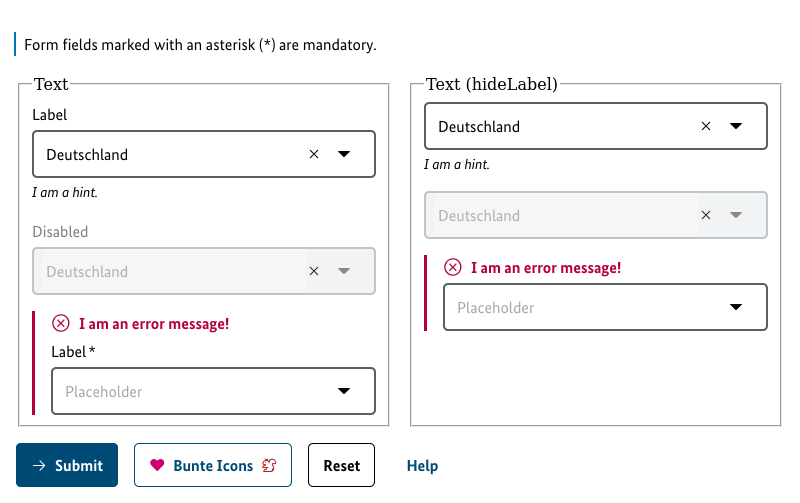 Form fields marked with an asterisk (*) are mandatory.
Text
Label
Deutschland
I am a hint.
Disabled
Deutschland
I am an error message!
Label *
Placeholder
Text (hideLabel)
Deutschland
I am a hint.
Deutschland
I am an error message!
Placeholder
Submit
Bunte Icons
Reset
Help